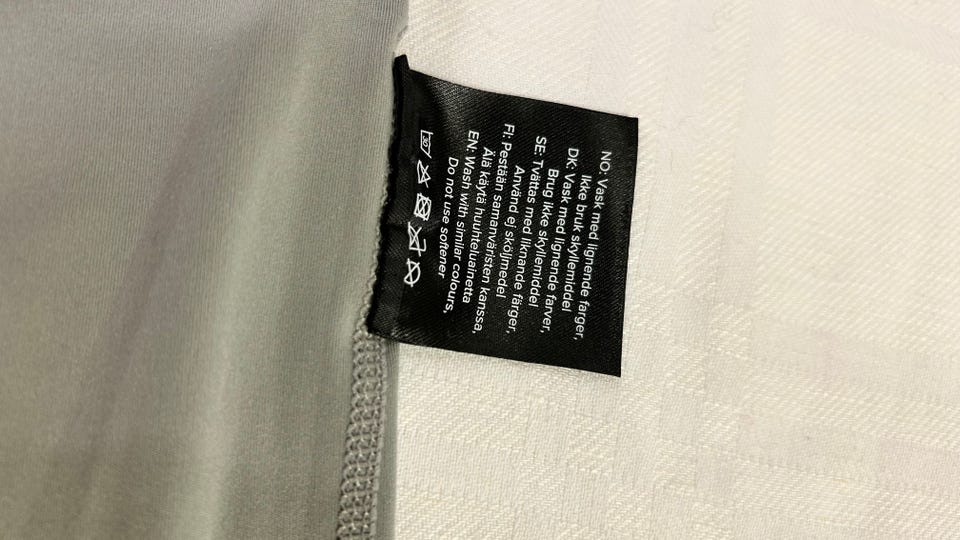 NO: Vask med lignende farger,
Ikke bruk skyllemiddel
DK: Vask med lignende farver,
Brug ikke skyllemiddel
SE: Tvättas med liknande färger,
Använd ej sköljmedel
FI: Pestään samanväristen kanssa,
Älä käytä huuhteluainetta
EN: Wash with similar colours,
Do not use softener
30